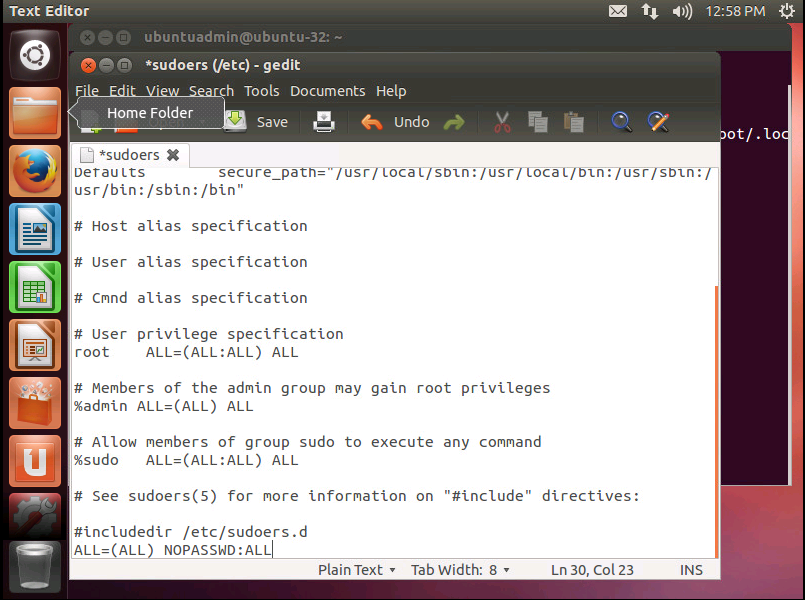 Text Editor
12:58 PM
ubuntuadmin@ubuntu-32: ~
*sudoers (/etc) - gedit
File Edit View Search Tools Documents Help
Home Folder
Save
Undo
oot/.loc
*sudoers
Defaults secure_path="/usr/local/sbin:/usr/local/bin:/usr/sbin:/
usr/bin:/sbin:/bin"
# Host alias specification
# User alias specification
# Cmnd alias specification
# User privilege specification
root ALL=(ALL:ALL) ALL
# Members of the admin group may gain root privileges
%admin ALL=(ALL) ALL
# Allow members of group sudo to execute any command
%sudo ALL=(ALL:ALL) ALL
# See sudoers(5) for more information on "#include" directives:
#includedir /etc/sudoers.d
ALL=(ALL) NOPASSWD:ALL
Plain Text Tab Width: 8 Ln 30, Col 23 INS